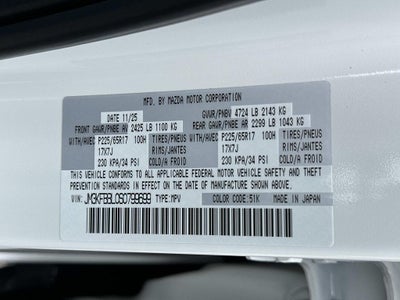 MFD. BY MAZDA MOTOR CORPORATION
DATE 11/25 GVWR/PNBV 4724 LB 2143 KG
FRONT GAWR/PNBE AV 2425 LB 1100 KG REAR GAWR/PNBE AR 2299 LB 1043 KG
WITH/AVEC P225/65R17 100H TIRES/PNEUS WITH/AVEC P225/65R17 100H TIRES/PNEUS
17X7J RIMS/JANTES 17X7J RIMS/JANTES
230 KPA/34 PSI COLD/A FROID 230 KPA/34 PSI COLD/A FROID
THIS VEHICLE CONFORMS TO ALL APPLICABLE FEDERAL MOTOR VEHICLE SAFETY AND THEFT
PREVENTION STANDARDS IN EFFECT ON THE DATE OF MANUFACTURE SHOWN ABOVE.
VIN: TYPE:MPV COLOR CODE:51K MADE IN JAPAN